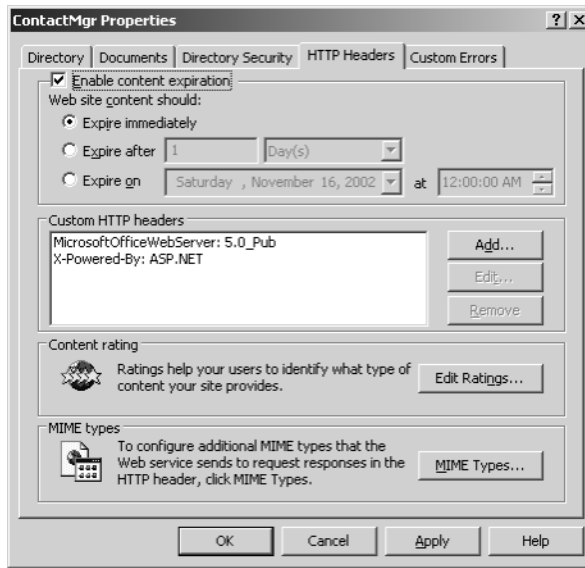 ContactMgr Properties
Directory Documents Directory Security HTTP Headers Custom Errors
Enable content expiration
Web site content should:
Expire immediately
Expire after 1 Day(s)
Expire on Saturday , November 16, 2002 at 12:00:00 AM
Custom HTTP headers
MicrosoftOfficeWebServer: 5.0_Pub
X-Powered-By: ASP.NET
Add...
Edit...
Remove
Content rating
Ratings help your users to identify what type of
content your site provides.
Edit Ratings...
MIME types
To configure additional MIME types that the
Web service sends to request responses in the
HTTP header, click MIME Types.
MIME Types...
OK Cancel Apply Help